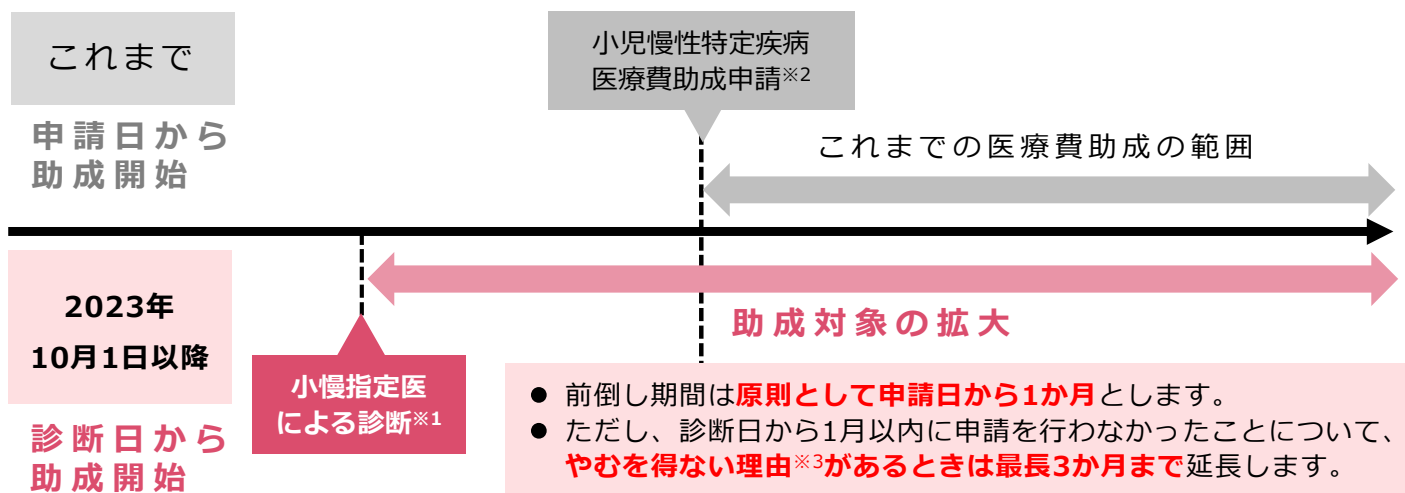 これまで
申請日から
助成開始
小児慢性特定疾病
医療費助成申請※2
これまでの医療費助成の範囲
2023年
10月1日以降
診断日から
助成開始
小慢指定医
による診断※1
助成対象の拡大
● 前倒し期間は原則として申請日から1か月とします。
● ただし、診断日から1月以内に申請を行わなかったことについて、
やむを得ない理由※3があるときは最長3か月まで延長します。